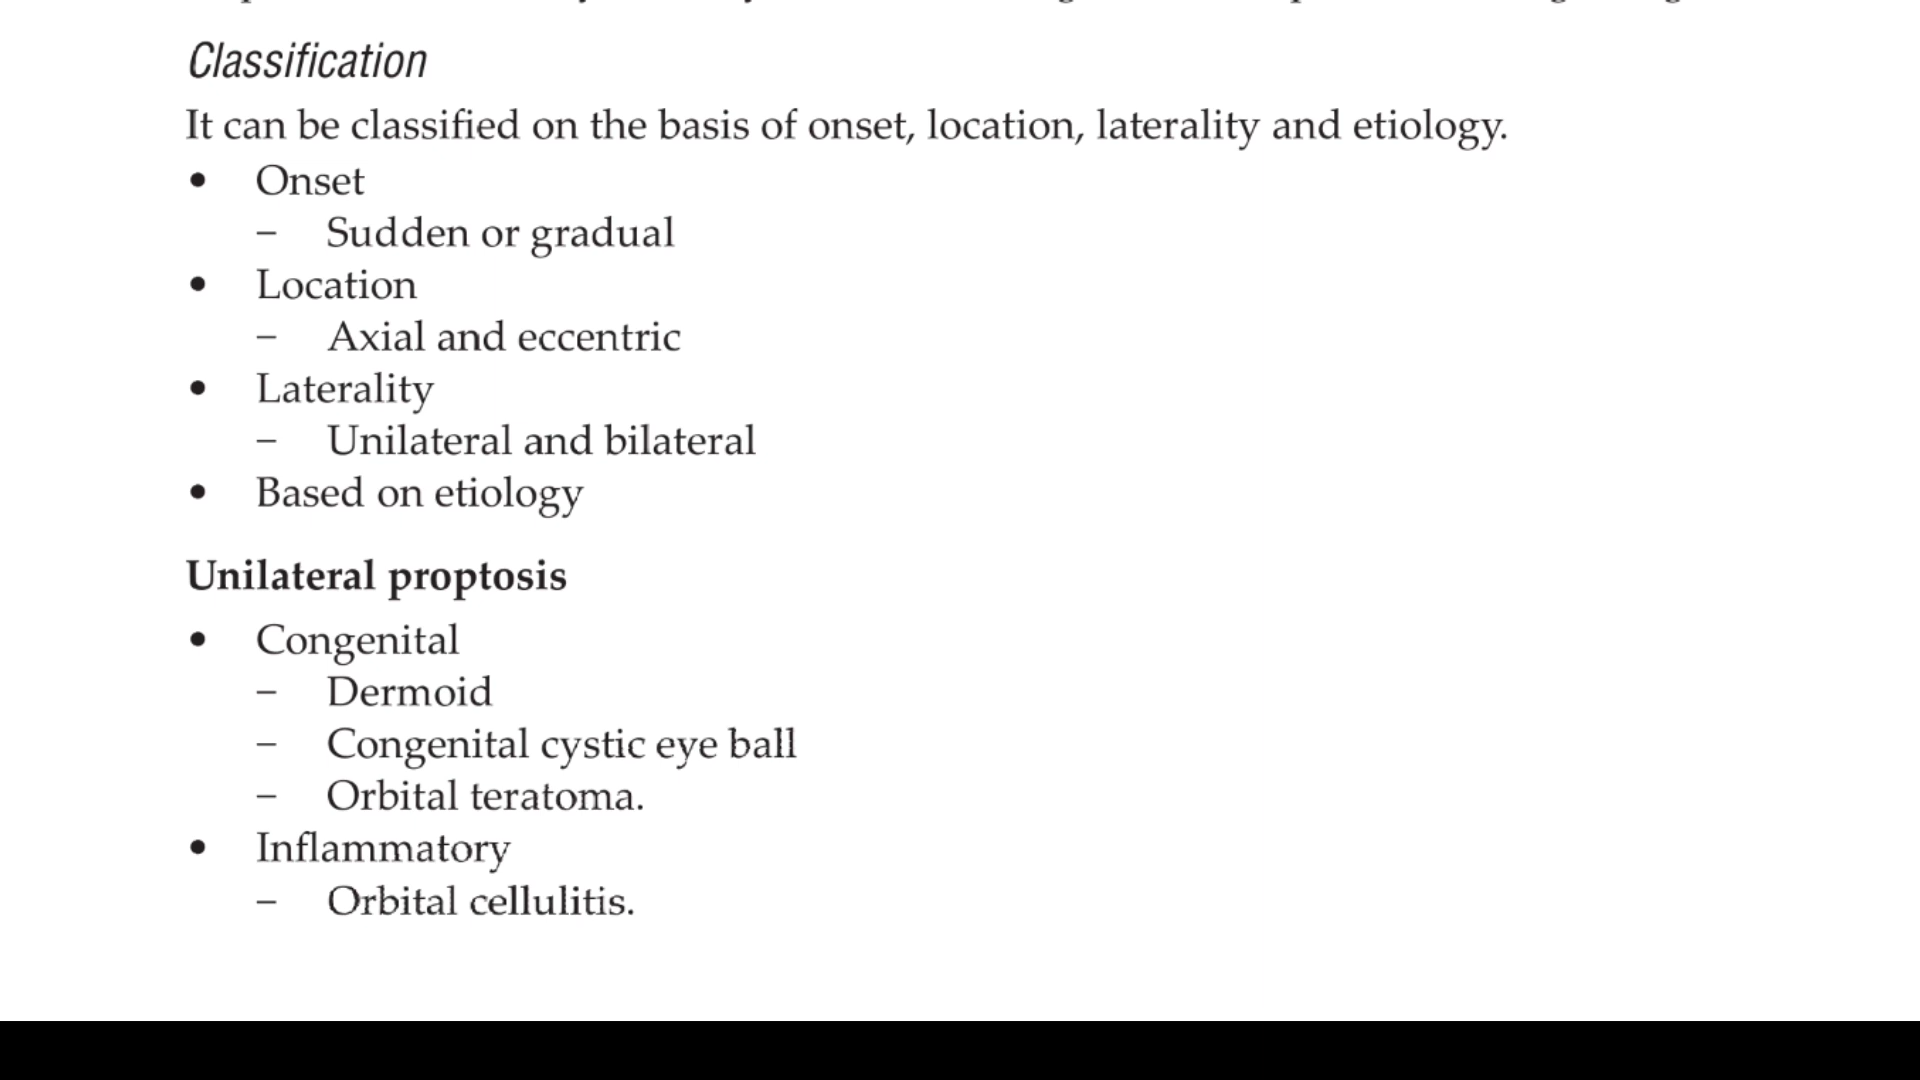 Classification
It can be classified on the basis of onset, location, laterality and etiology.
• Onset
– Sudden or gradual
• Location
– Axial and eccentric
• Laterality
– Unilateral and bilateral
• Based on etiology
Unilateral proptosis
• Congenital
– Dermoid
– Congenital cystic eye ball
– Orbital teratoma.
• Inflammatory
– Orbital cellulitis.